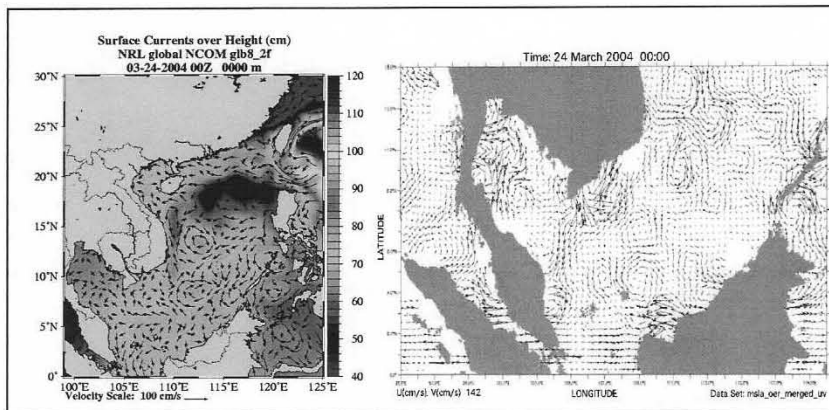 Surface Currents over Height (cm)
NRL global NCOM glb8_2f
03-24-2004 00Z 0000 m
30°N
25°N
20°N
15°N
10°N
5°N
0°
100°E 105°E 110°E 115°E 120°E 125°E
Velocity Scale: 100 cm/s
120
110
100
90
80
70
60
50
40
Time: 24 March 2004 00:00
LATITUDE
LONGITUDE
U(cm/s), V(cm/s) 142
Data Set: msla_oer_merged_uv